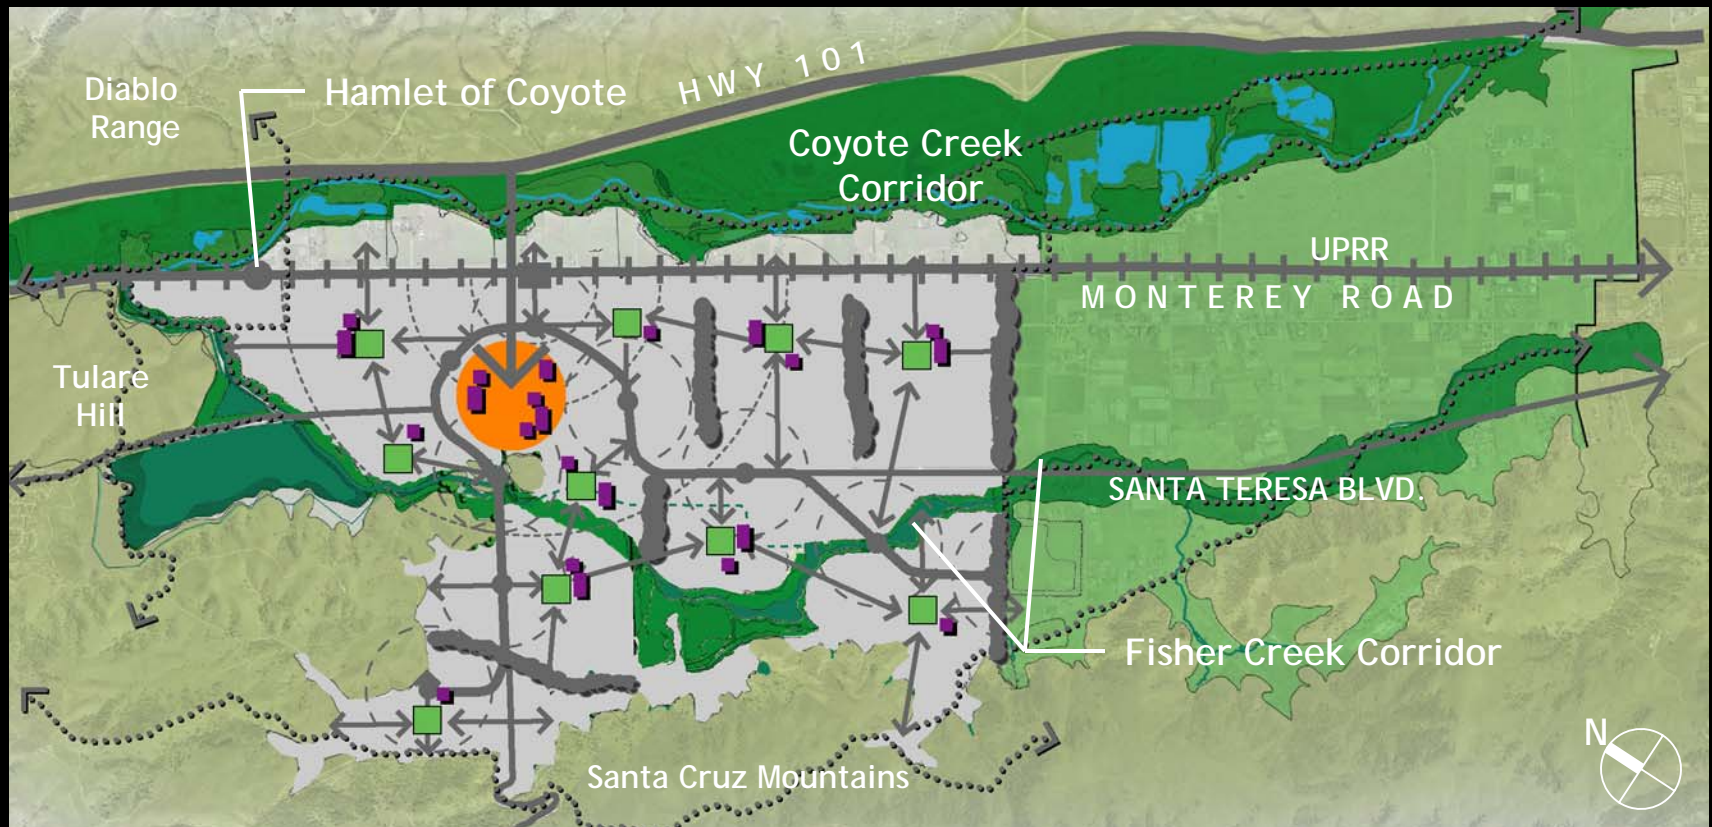 Diablo
Range
Hamlet of Coyote
HWY 101
Coyote Creek
Corridor
UPRR
MONTEREY ROAD
Tulare
Hill
SANTA TERESA BLVD.
Fisher Creek Corridor
N
Santa Cruz Mountains